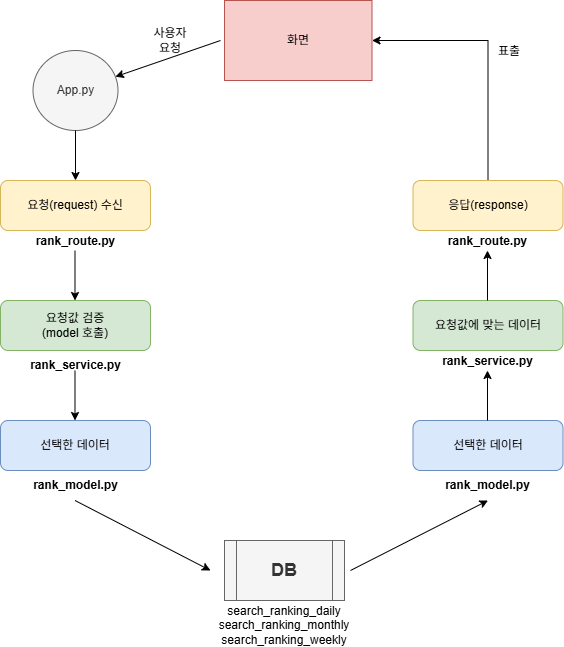 화면
사용자
요청
표출
App.py
요청(request) 수신
rank_route.py
응답(response)
rank_route.py
요청값 검증
(model 호출)
rank_service.py
요청값에 맞는 데이터
rank_service.py
선택한 데이터
rank_model.py
선택한 데이터
rank_model.py
DB
search_ranking_daily
search_ranking_monthly
search_ranking_weekly